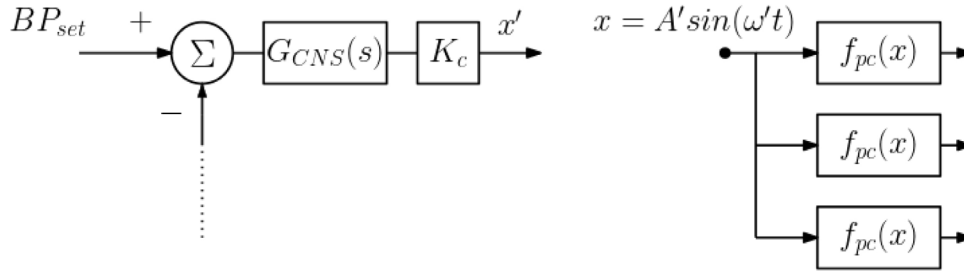 BP_set + Σ − G_CNS(s) K_c x′
x = A′sin(ω′t)
f_pc(x)
f_pc(x)
f_pc(x)